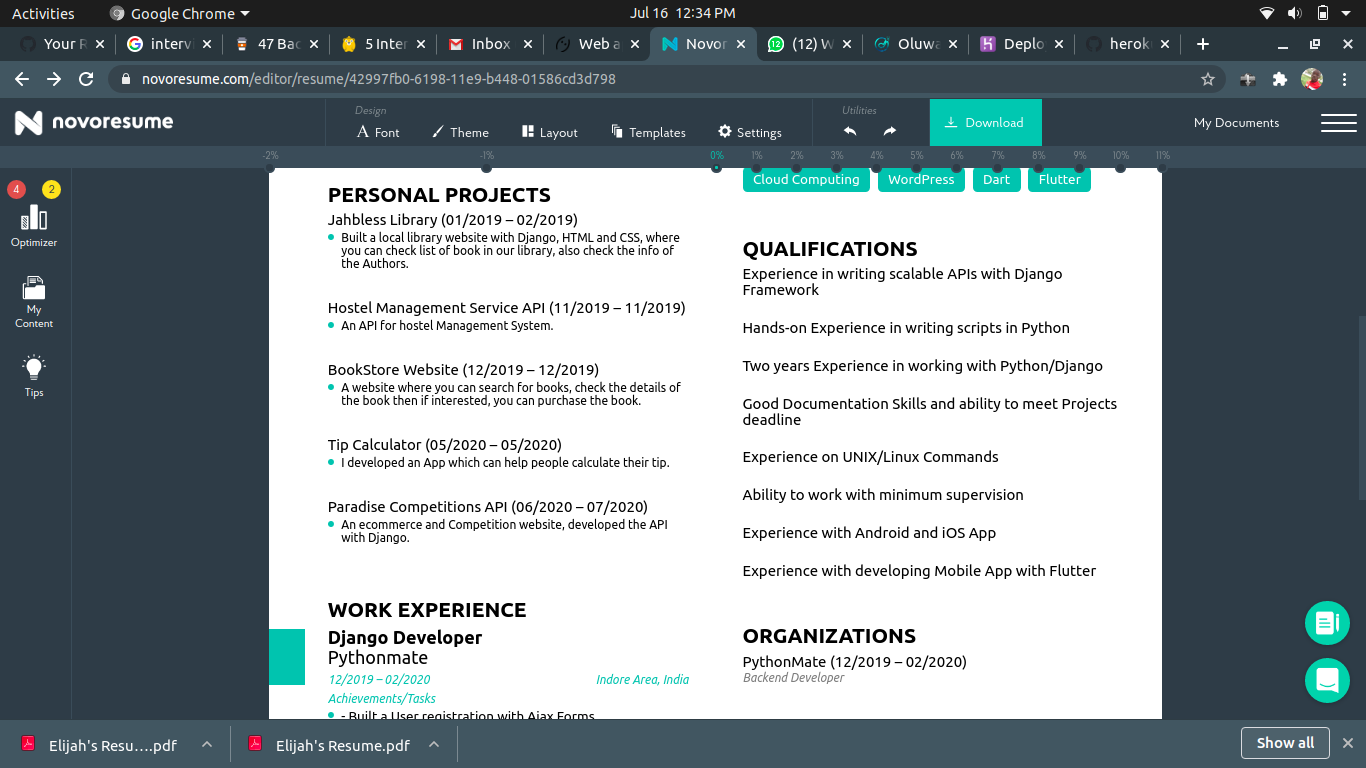 Activities
Google Chrome
Jul 16 12:34 PM
Your R
interv
47 Bac
5 Inter
Inbox
Web a
Novor
(12) W
Oluwa
Deplo
heroku
novoresume.com/editor/resume/42997fb0-6198-11e9-b448-01586cd3d798
novoresume
Design
Font
Theme
Layout
Templates
Settings
Utilities
Download
My Documents
-2% -1% 0% 1% 2% 3% 4% 5% 6% 7% 8% 9% 10% 11%
4 2
Optimizer
My
Content
Tips
PERSONAL PROJECTS
Jahbless Library (01/2019 – 02/2019)
Built a local library website with Django, HTML and CSS, where
you can check list of book in our library, also check the info of
the Authors.
Hostel Management Service API (11/2019 – 11/2019)
An API for hostel Management System.
BookStore Website (12/2019 – 12/2019)
A website where you can search for books, check the details of
the book then if interested, you can purchase the book.
Tip Calculator (05/2020 – 05/2020)
I developed an App which can help people calculate their tip.
Paradise Competitions API (06/2020 – 07/2020)
An ecommerce and Competition website, developed the API
with Django.
WORK EXPERIENCE
Django Developer
Pythonmate
12/2019 – 02/2020 Indore Area, India
Achievements/Tasks
- Built a User registration with Ajax Forms
Cloud Computing WordPress Dart Flutter
QUALIFICATIONS
Experience in writing scalable APIs with Django
Framework
Hands-on Experience in writing scripts in Python
Two years Experience in working with Python/Django
Good Documentation Skills and ability to meet Projects
deadline
Experience on UNIX/Linux Commands
Ability to work with minimum supervision
Experience with Android and iOS App
Experience with developing Mobile App with Flutter
ORGANIZATIONS
PythonMate (12/2019 – 02/2020)
Backend Developer
Elijah's Resu….pdf
Elijah's Resume.pdf
Show all